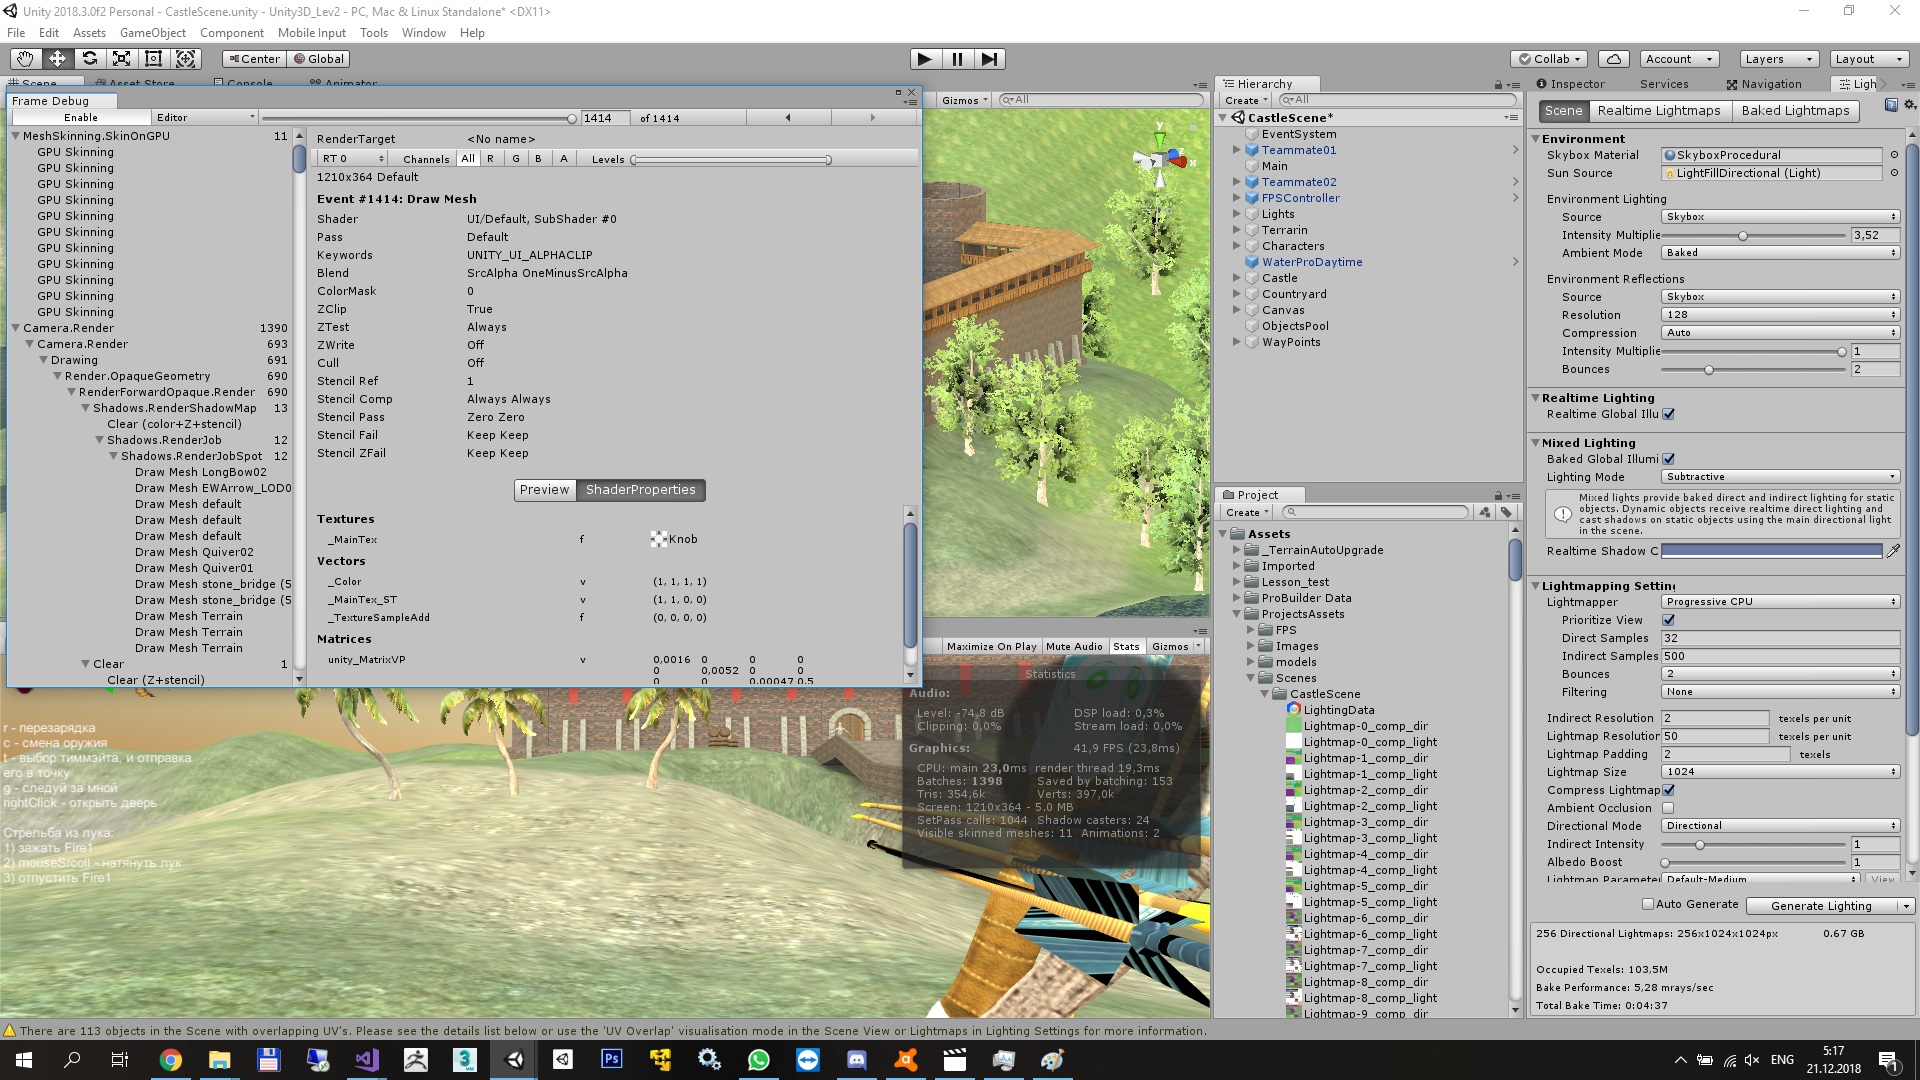 Unity 2018.3.0f2 Personal - CastleScene.unity - Unity3D_Lev2 - PC, Mac & Linux Standalone* <DX11>
File Edit Assets GameObject Component Mobile Input Tools Window Help
Center Global Collab Account Layers Layout
Scene Asset Store Console Animator
Frame Debug
Enable Editor 1414 of 1414
MeshSkinning.SkinOnGPU 11
GPU Skinning
GPU Skinning
GPU Skinning
GPU Skinning
GPU Skinning
GPU Skinning
GPU Skinning
GPU Skinning
GPU Skinning
GPU Skinning
GPU Skinning
Camera.Render 1390
Camera.Render 693
Drawing 691
Render.OpaqueGeometry 690
RenderForwardOpaque.Render 690
Shadows.RenderShadowMap 13
Clear (color+Z+stencil)
Shadows.RenderJob 12
Shadows.RenderJobSpot 12
Draw Mesh LongBow02
Draw Mesh EWArrow_LOD0
Draw Mesh default
Draw Mesh default
Draw Mesh default
Draw Mesh Quiver02
Draw Mesh Quiver01
Draw Mesh stone_bridge (5
Draw Mesh stone_bridge (5
Draw Mesh Terrain
Draw Mesh Terrain
Draw Mesh Terrain
Clear 1
Clear (Z+stencil)
RenderTarget <No name>
RT 0 Channels All R G B A Levels
1210x364 Default
Event #1414: Draw Mesh
Shader UI/Default, SubShader #0
Pass Default
Keywords UNITY_UI_ALPHACLIP
Blend SrcAlpha OneMinusSrcAlpha
ColorMask 0
ZClip True
ZTest Always
ZWrite Off
Cull Off
Stencil Ref 1
Stencil Comp Always Always
Stencil Pass Zero Zero
Stencil Fail Keep Keep
Stencil ZFail Keep Keep
Preview ShaderProperties
Textures
_MainTex f Knob
Vectors
_Color v (1, 1, 1, 1)
_MainTex_ST v (1, 1, 0, 0)
_TextureSampleAdd f (0, 0, 0, 0)
Matrices
unity_MatrixVP v 0,0016 0 0 0
0 0,0052 0 0
0 0 0,00047 0,5
Gizmos All
y
x
z
Maximize On Play Mute Audio Stats Gizmos
r - перезарядка
c - смена оружия
t - выбор тиммэйта, и отправка
его в точку
g - следуй за мной
rightClick - открыть дверь
Стрельба из лука:
1) зажать Fire1
2) mouseSrcoll - натянуть лук
3) отпустить Fire1
Statistics
Audio:
Level: -74,8 dB DSP load: 0,3%
Clipping: 0,0% Stream load: 0,0%
Graphics: 41,9 FPS (23,8ms)
CPU: main 23,0ms render thread 19,3ms
Batches: 1398 Saved by batching: 153
Tris: 354,6k Verts: 397,0k
Screen: 1210x364 - 5.0 MB
SetPass calls: 1044 Shadow casters: 24
Visible skinned meshes: 11 Animations: 2
Hierarchy
Create All
CastleScene*
EventSystem
Teammate01
Main
Teammate02
FPSController
Lights
Terrarin
Characters
WaterProDaytime
Castle
Countryard
Canvas
ObjectsPool
WayPoints
Project
Create
Assets
_TerrainAutoUpgrade
Imported
Lesson_test
ProBuilder Data
ProjectsAssets
FPS
Images
models
Scenes
CastleScene
LightingData
Lightmap-0_comp_dir
Lightmap-0_comp_light
Lightmap-1_comp_dir
Lightmap-1_comp_light
Lightmap-2_comp_dir
Lightmap-2_comp_light
Lightmap-3_comp_dir
Lightmap-3_comp_light
Lightmap-4_comp_dir
Lightmap-4_comp_light
Lightmap-5_comp_dir
Lightmap-5_comp_light
Lightmap-6_comp_dir
Lightmap-6_comp_light
Lightmap-7_comp_dir
Lightmap-7_comp_light
Lightmap-8_comp_dir
Lightmap-8_comp_light
Lightmap-9_comp_dir
Inspector Services Navigation Ligh
Scene Realtime Lightmaps Baked Lightmaps
Environment
Skybox Material SkyboxProcedural
Sun Source LightFillDirectional (Light)
Environment Lighting
Source Skybox
Intensity Multiplie 3,52
Ambient Mode Baked
Environment Reflections
Source Skybox
Resolution 128
Compression Auto
Intensity Multiplie 1
Bounces 2
Realtime Lighting
Realtime Global Illu
Mixed Lighting
Baked Global Illumi
Lighting Mode Subtractive
Mixed lights provide baked direct and indirect lighting for static
objects. Dynamic objects receive realtime direct lighting and
cast shadows on static objects using the main directional light
in the scene.
Realtime Shadow C
Lightmapping Settin
Lightmapper Progressive CPU
Prioritize View
Direct Samples 32
Indirect Samples 500
Bounces 2
Filtering None
Indirect Resolution 2 texels per unit
Lightmap Resolution 50 texels per unit
Lightmap Padding 2 texels
Lightmap Size 1024
Compress Lightmap
Ambient Occlusion
Directional Mode Directional
Indirect Intensity 1
Albedo Boost 1
Lightmap Parameter Default-Medium View
Auto Generate Generate Lighting
256 Directional Lightmaps: 256x1024x1024px 0.67 GB
Occupied Texels: 103,5M
Bake Performance: 5,28 mrays/sec
Total Bake Time: 0:04:37
There are 113 objects in the Scene with overlapping UV's. Please see the details list below or use the 'UV Overlap' visualisation mode in the Scene View or Lightmaps in Lighting Settings for more information.
Ps 3 ENG 5:17
21.12.2018 1